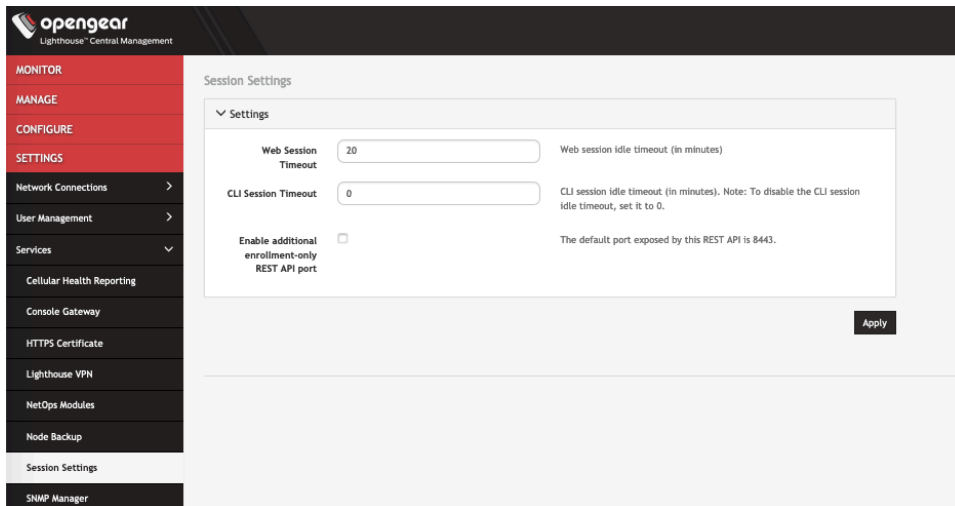 opengear
Lighthouse™ Central Management
MONITOR
MANAGE
CONFIGURE
SETTINGS
Network Connections
User Management
Services
Cellular Health Reporting
Console Gateway
HTTPS Certificate
Lighthouse VPN
NetOps Modules
Node Backup
Session Settings
SNMP Manager
Session Settings
Settings
Web Session
Timeout
20
Web session idle timeout (in minutes)
CLI Session Timeout
0
CLI session idle timeout (in minutes). Note: To disable the CLI session
idle timeout, set it to 0.
Enable additional
enrollment-only
REST API port
The default port exposed by this REST API is 8443.
Apply